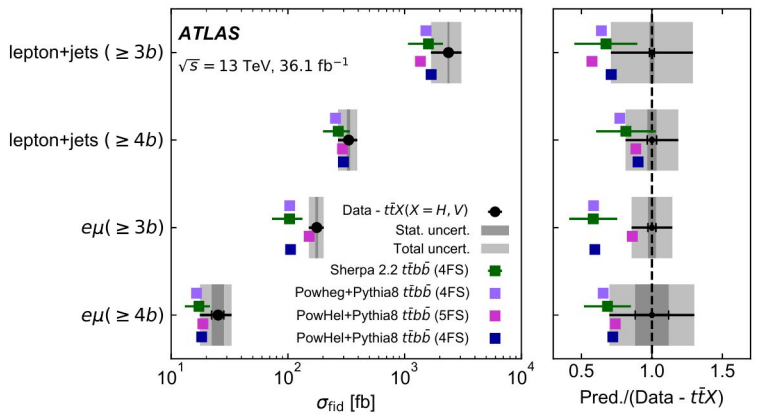 ATLAS
√s = 13 TeV, 36.1 fb⁻¹
lepton+jets (≥3b)
lepton+jets (≥4b)
eμ(≥3b)
eμ(≥4b)
Data - tt̄X(X = H, V)
Stat. uncert.
Total uncert.
Sherpa 2.2 tt̄bb̄ (4FS)
Powheg+Pythia8 tt̄bb̄ (4FS)
PowHel+Pythia8 tt̄bb̄ (5FS)
PowHel+Pythia8 tt̄bb̄ (4FS)
10¹ 10² 10³ 10⁴
σfid [fb]
0.5 1.0 1.5
Pred./(Data - tt̄X)